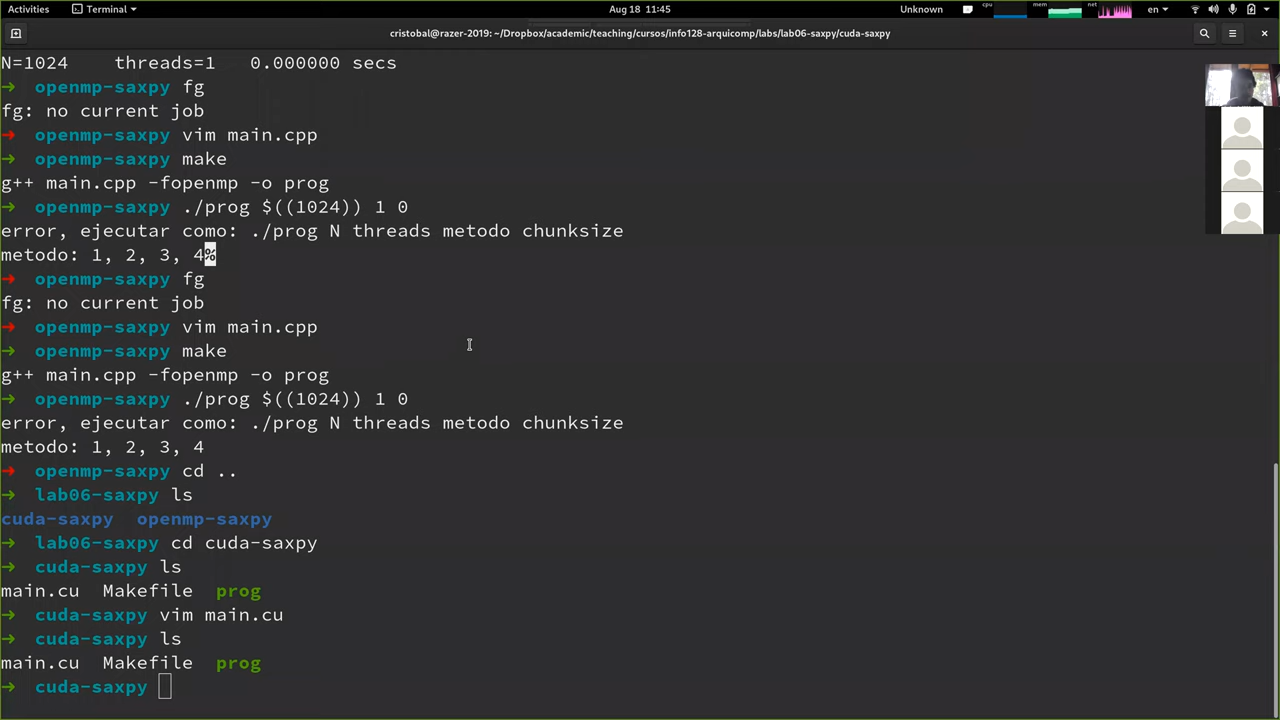 Activities Terminal Aug 18 11:45 Unknown cpu mem net en
cristobal@razer-2019: ~/Dropbox/academic/teaching/cursos/info128-arquicomp/labs/lab06-saxpy/cuda-saxpy
N=1024    threads=1   0.000000 secs
→  openmp-saxpy fg
fg: no current job
→  openmp-saxpy vim main.cpp
→  openmp-saxpy make
g++ main.cpp -fopenmp -o prog
→  openmp-saxpy ./prog $((1024)) 1 0
error, ejecutar como: ./prog N threads metodo chunksize
metodo: 1, 2, 3, 4%
→  openmp-saxpy fg
fg: no current job
→  openmp-saxpy vim main.cpp
→  openmp-saxpy make
g++ main.cpp -fopenmp -o prog
→  openmp-saxpy ./prog $((1024)) 1 0
error, ejecutar como: ./prog N threads metodo chunksize
metodo: 1, 2, 3, 4
→  openmp-saxpy cd ..
→  lab06-saxpy ls
cuda-saxpy  openmp-saxpy
→  lab06-saxpy cd cuda-saxpy
→  cuda-saxpy ls
main.cu  Makefile  prog
→  cuda-saxpy vim main.cu
→  cuda-saxpy ls
main.cu  Makefile  prog
→  cuda-saxpy